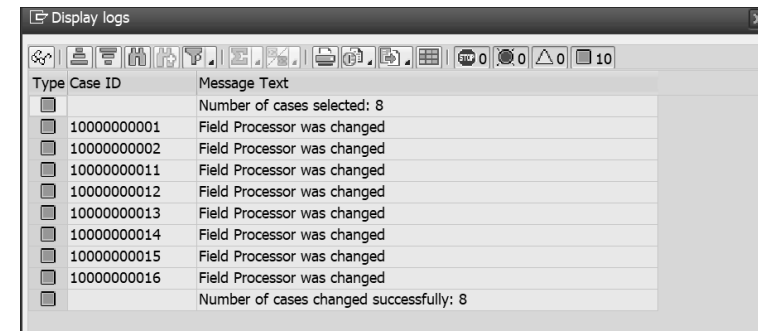 Display logs
STOP 0 0 0 10
Type Case ID Message Text
Number of cases selected: 8
10000000001 Field Processor was changed
10000000002 Field Processor was changed
10000000011 Field Processor was changed
10000000012 Field Processor was changed
10000000013 Field Processor was changed
10000000014 Field Processor was changed
10000000015 Field Processor was changed
10000000016 Field Processor was changed
Number of cases changed successfully: 8